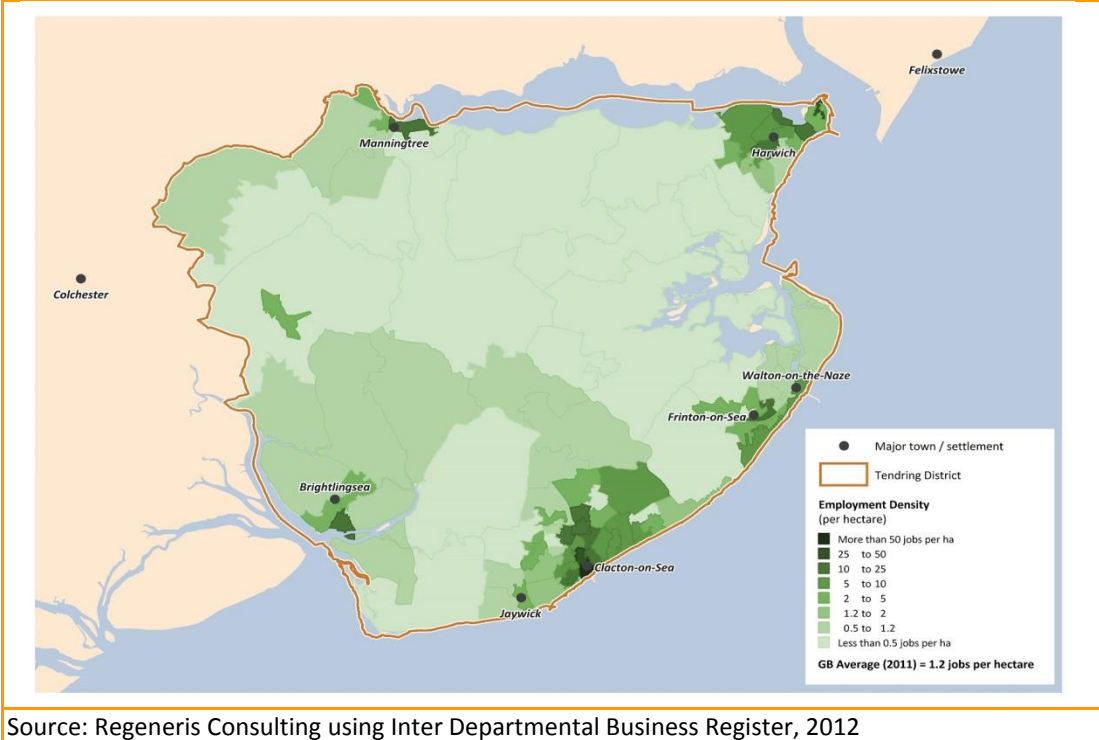 Felixstowe
Manningtree
Harwich
Colchester
Walton-on-the-Naze
Frinton-on-Sea
Brightlingsea
Clacton-on-Sea
Jaywick
Major town / settlement
Tendring District
Employment Density
(per hectare)
More than 50 jobs per ha
25 to 50
10 to 25
5 to 10
2 to 5
1.2 to 2
0.5 to 1.2
Less than 0.5 jobs per ha
GB Average (2011) = 1.2 jobs per hectare
Source: Regeneris Consulting using Inter Departmental Business Register, 2012